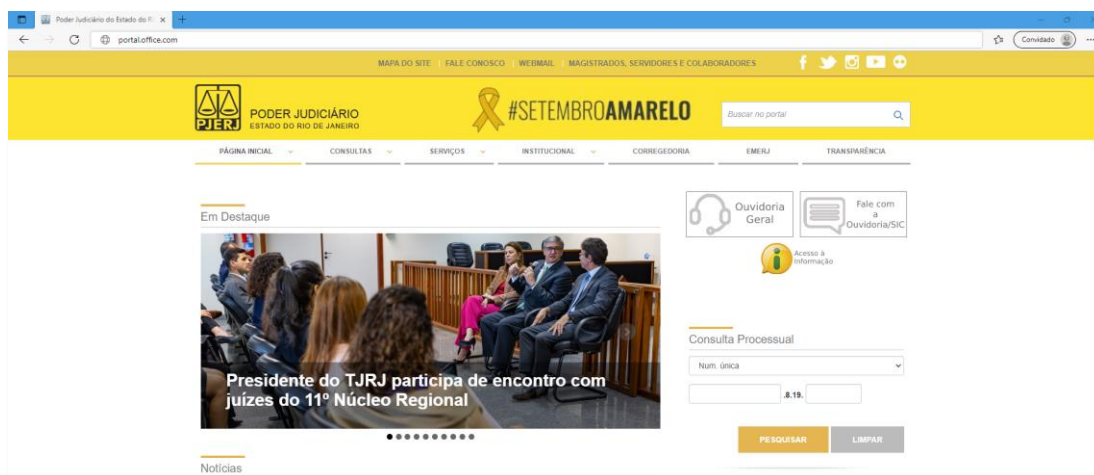 Poder Judiciário do Estado do Ri
portal.office.com
Convidado
MAPA DO SITE FALE CONOSCO WEBMAIL MAGISTRADOS, SERVIDORES E COLABORADORES
PJERJ
PODER JUDICIÁRIO
ESTADO DO RIO DE JANEIRO
#SETEMBROAMARELO
Buscar no portal
PÁGINA INICIAL CONSULTAS SERVIÇOS INSTITUCIONAL CORREGEDORIA EMERJ TRANSPARÊNCIA
Em Destaque
Presidente do TJRJ participa de encontro com
juízes do 11º Núcleo Regional
Notícias
Ouvidoria
Geral
Fale com
a
Ouvidoria/SIC
Acesso à
Informação
Consulta Processual
Num. única
.8.19.
PESQUISAR LIMPAR